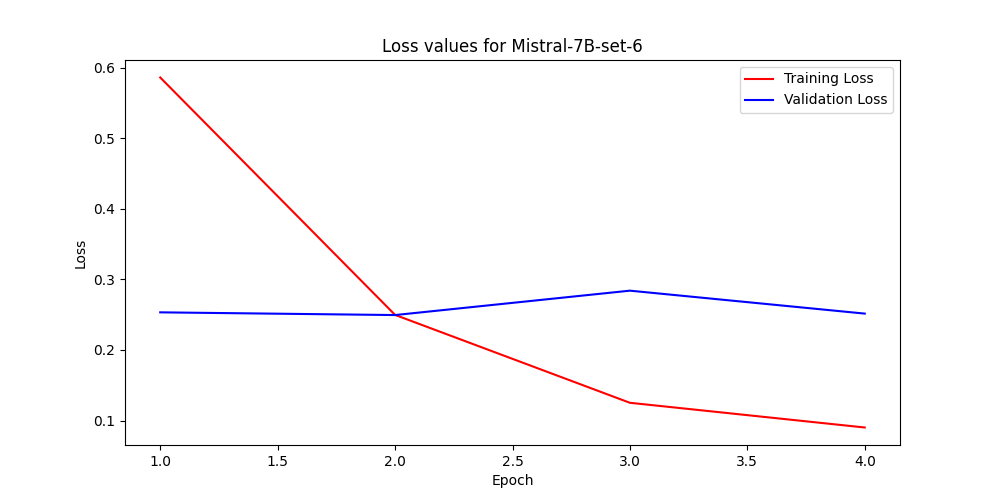 Loss values for Mistral-7B-set-6
Training Loss
Validation Loss
0.6
0.5
0.4
0.3
0.2
0.1
Loss
1.0 1.5 2.0 2.5 3.0 3.5 4.0
Epoch